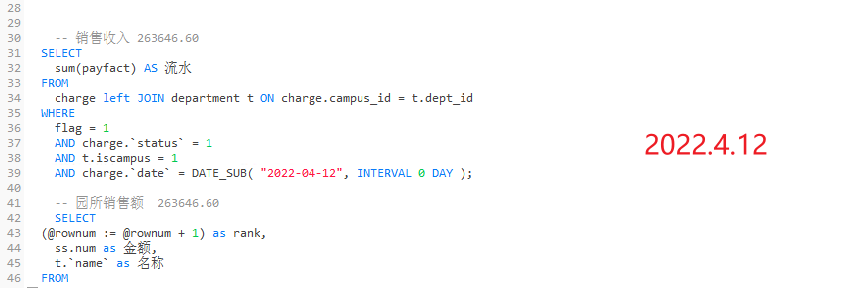 28
29
30 -- 销售收入 263646.60
31 SELECT
32 sum(payfact) AS 流水
33 FROM
34 charge left JOIN department t ON charge.campus_id = t.dept_id
35 WHERE
36 flag = 1
37 AND charge.`status` = 1
38 AND t.iscampus = 1
39 AND charge.`date` = DATE_SUB( "2022-04-12", INTERVAL 0 DAY );
40
41 -- 园所销售额 263646.60
42 SELECT
43 (@rownum := @rownum + 1) as rank,
44 ss.num as 金额,
45 t.`name` as 名称
46 FROM
2022.4.12